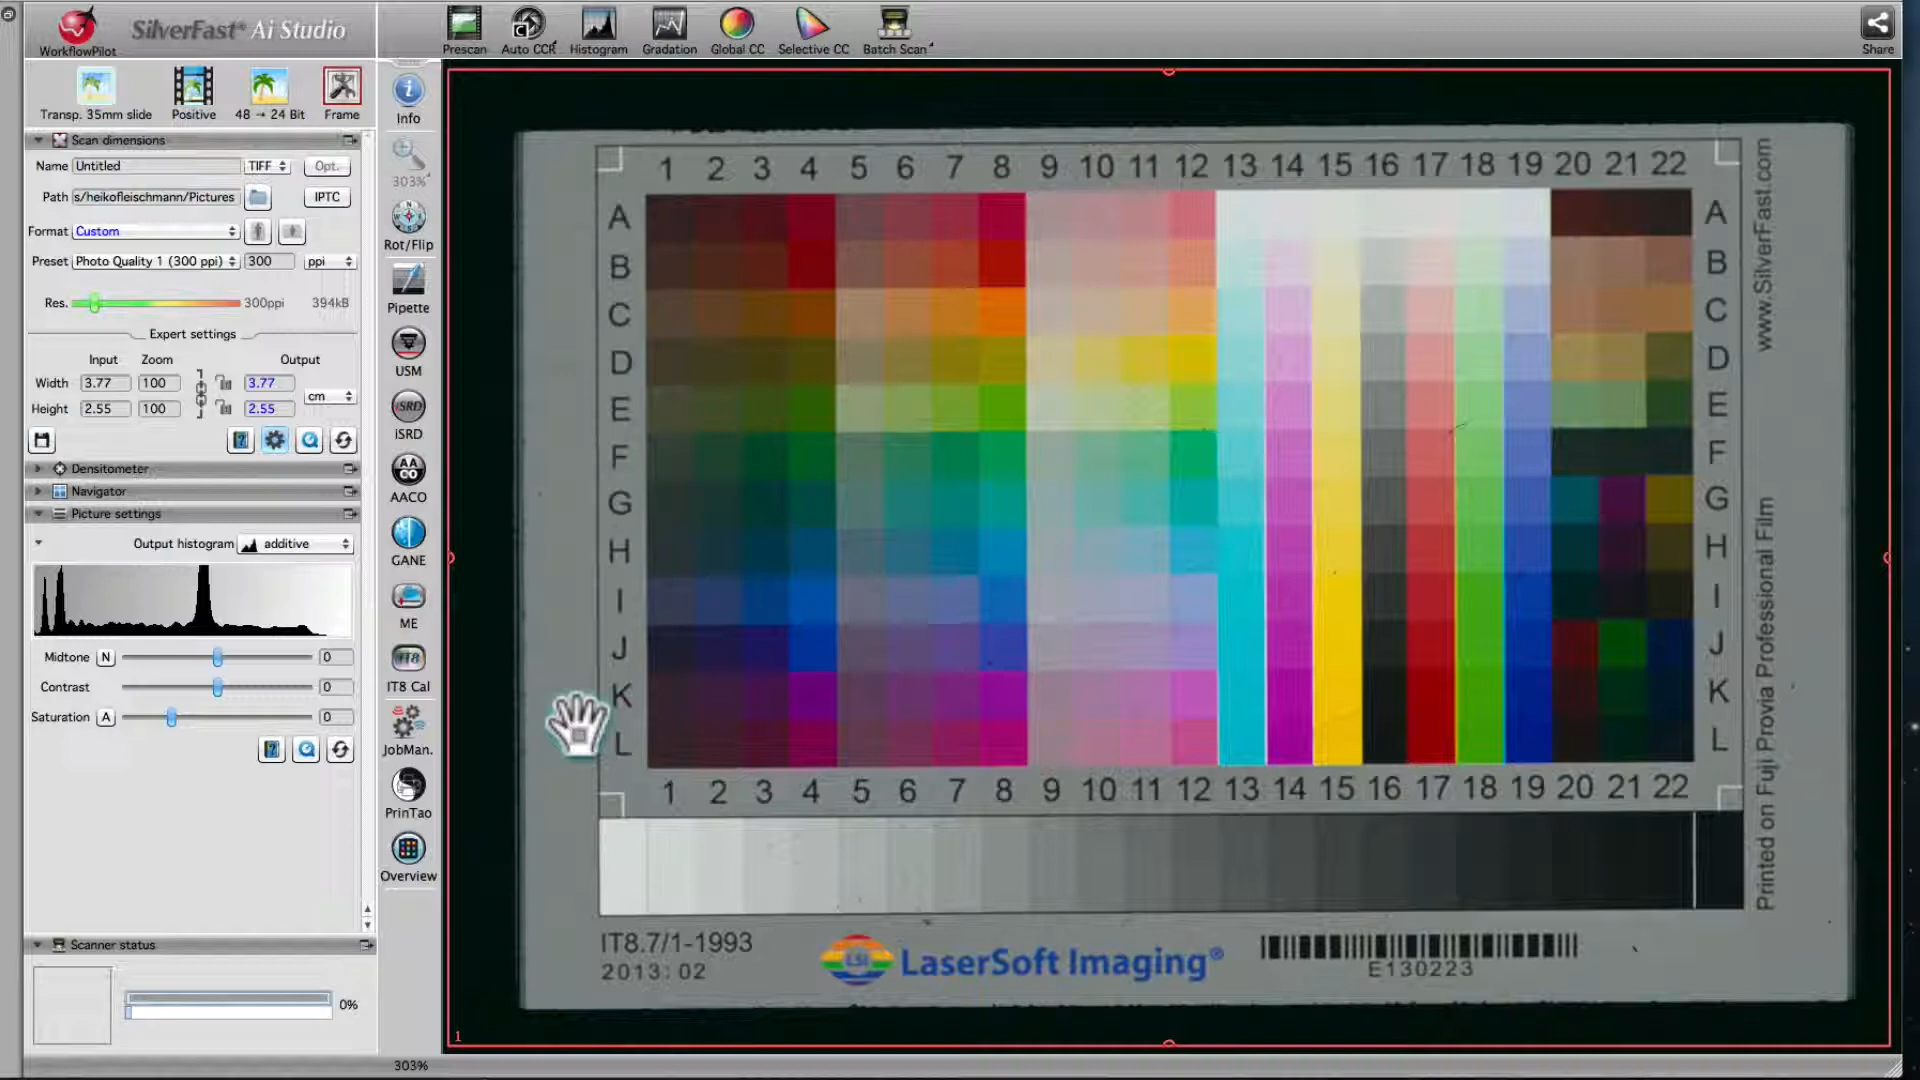 WorkflowPilot
SilverFast® Ai Studio
Prescan
Auto CCR
Histogram
Gradation
Global CC
Selective CC
Batch Scan
Share
Transp. 35mm slide
Positive
48 → 24 Bit
Frame
Scan dimensions
Name Untitled TIFF Opt.
Path s/heikofleischmann/Pictures IPTC
Format Custom
Preset Photo Quality 1 (300 ppi) 300 ppi
Res. 300ppi 394kB
Expert settings
Input Zoom Output
Width 3.77 100 3.77
cm
Height 2.55 100 2.55
Densitometer
Navigator
Picture settings
Output histogram additive
Midtone N 0
Contrast 0
Saturation A 0
Scanner status
0%
Info
303%
Rot/Flip
Pipette
USM
iSRD
iSRD
AA
CO
AACO
GANE
ME
IT8
IT8 Cal
JobMan.
PrinTao
Overview
1 2 3 4 5 6 7 8 9 10 11 12 13 14 15 16 17 18 19 20 21 22
A A
B B
C C
D D
E E
F F
G G
H H
I I
J J
K K
L L
1 2 3 4 5 6 7 8 9 10 11 12 13 14 15 16 17 18 19 20 21 22
www.SilverFast.com
Printed on Fuji Provia Professional Film
IT8.7/1-1993
2013:02
LSI LaserSoft Imaging®
E130223
1
303%